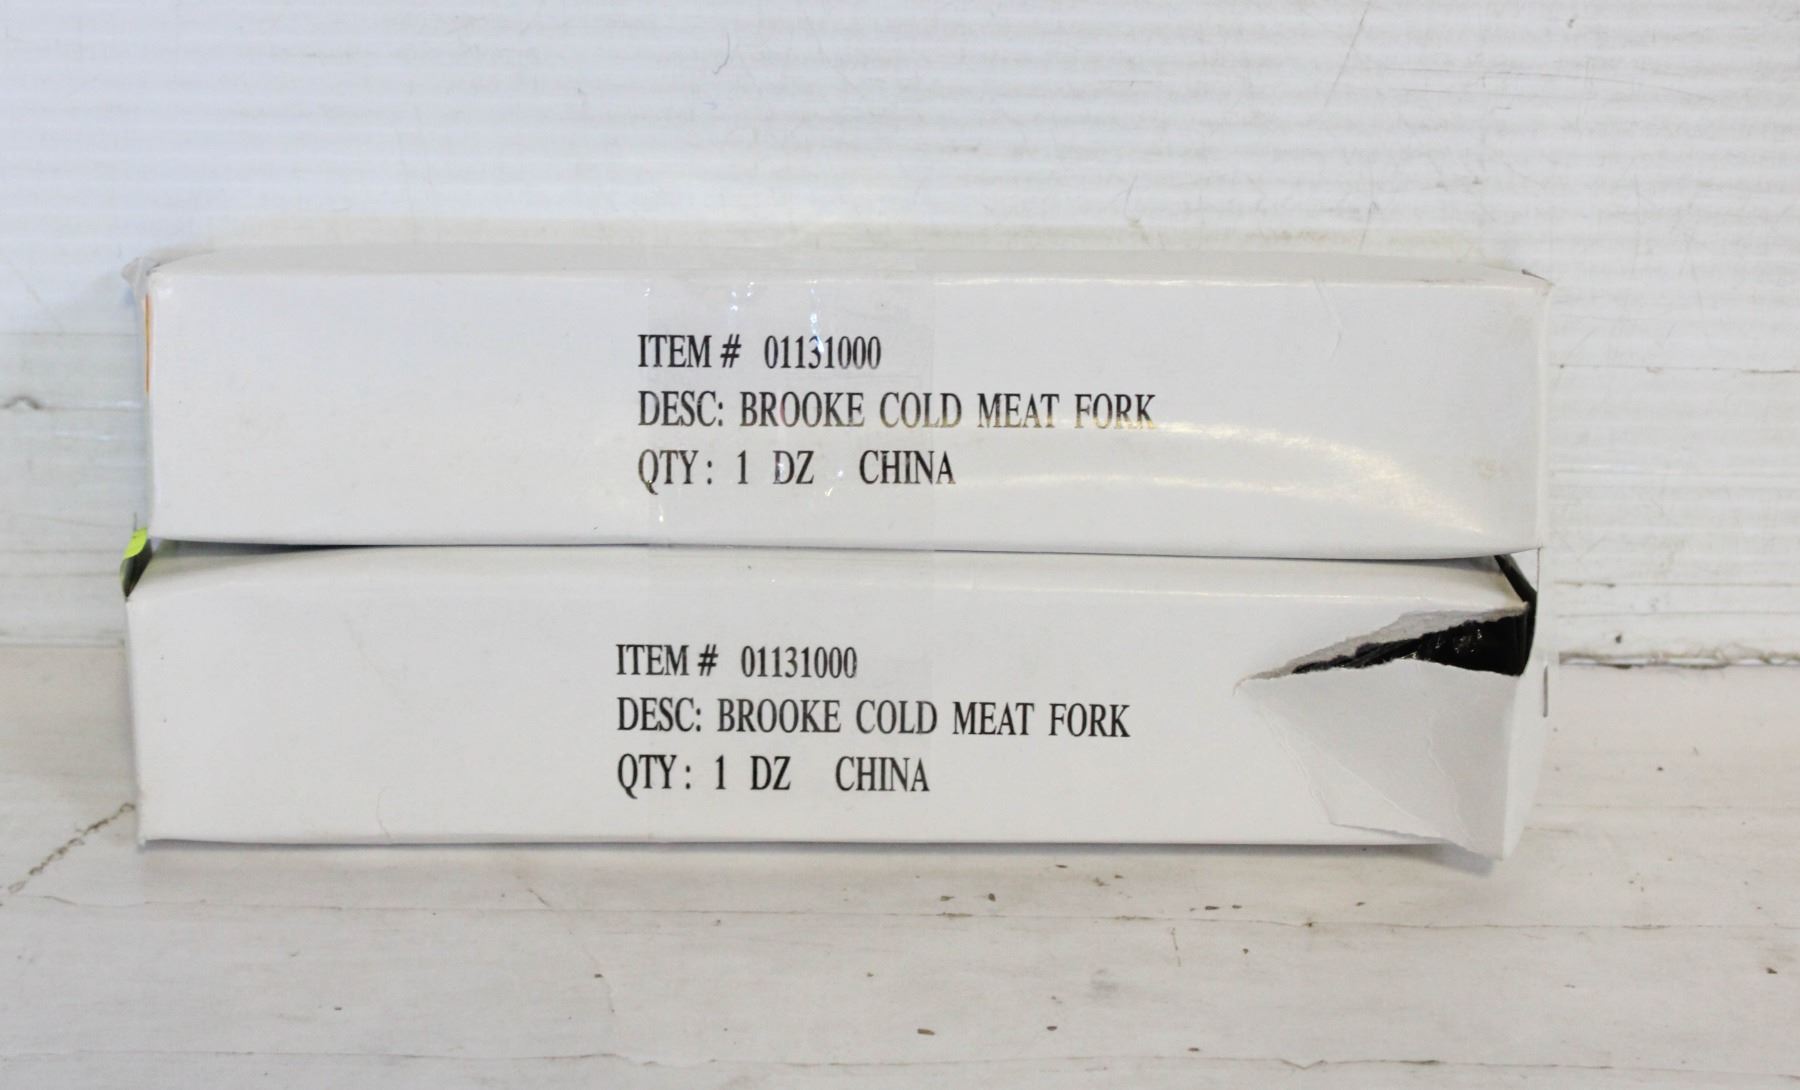 ITEM # 01131000
DESC: BROOKE COLD MEAT FORK
QTY: 1 DZ CHINA
ITEM # 01131000
DESC: BROOKE COLD MEAT FORK
QTY: 1 DZ CHINA